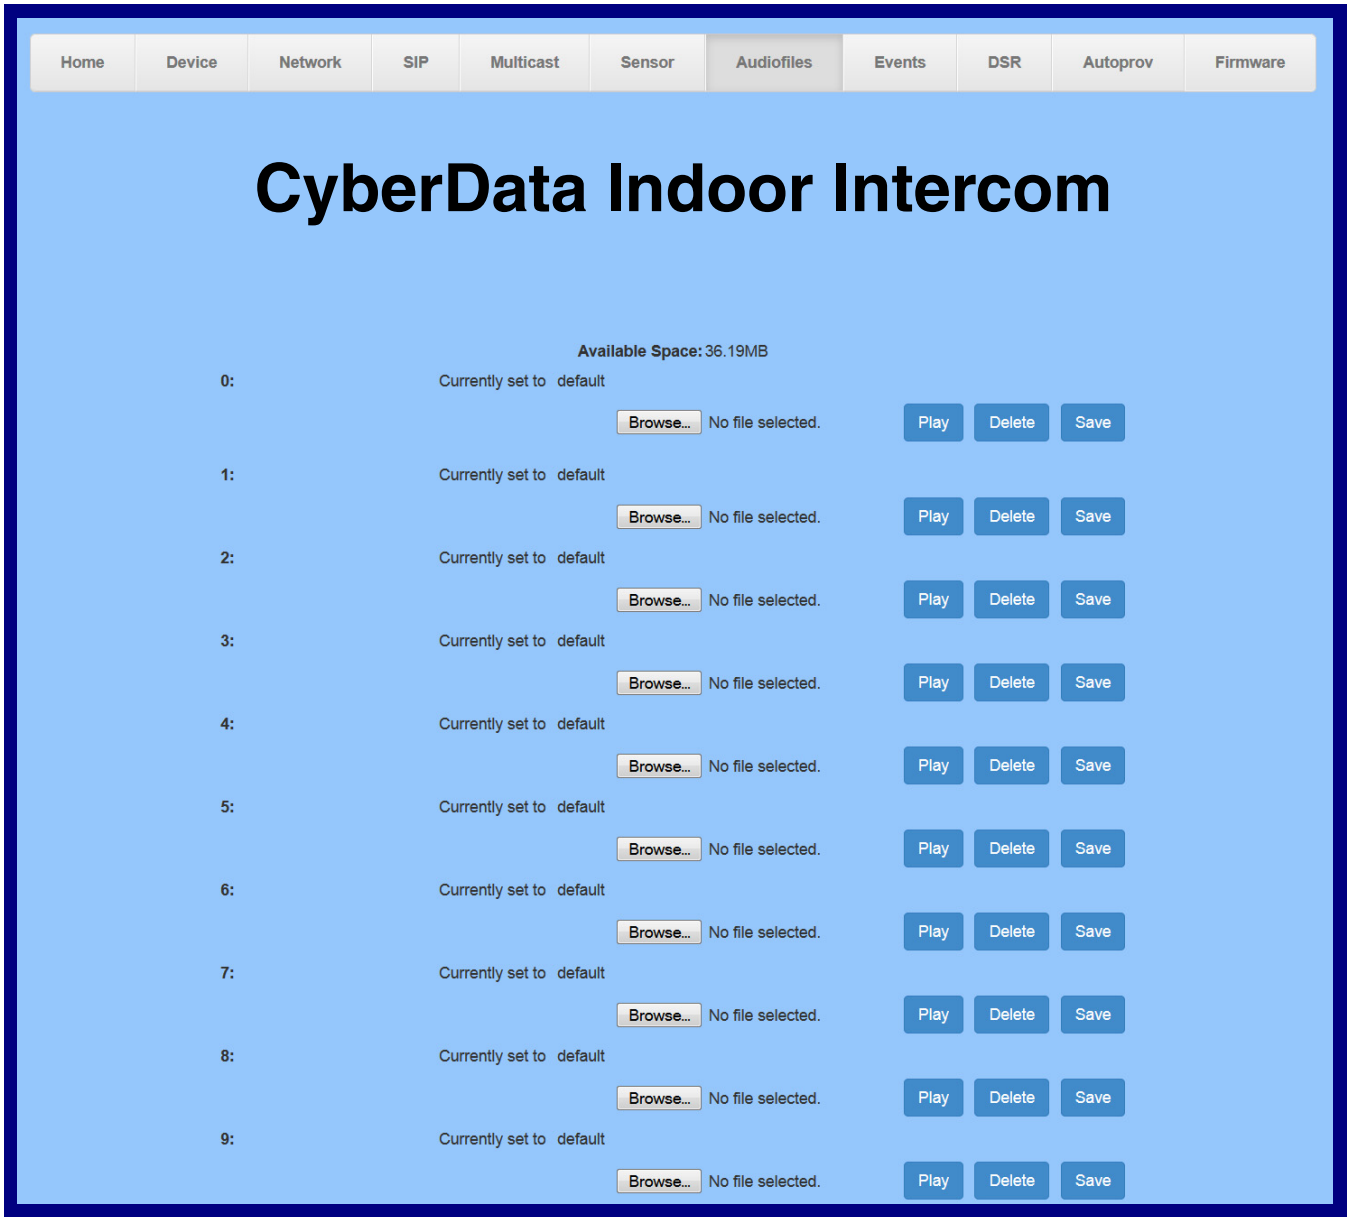 Home Device Network SIP Multicast Sensor Audiofiles Events DSR Autoprov Firmware
CyberData Indoor Intercom
Available Space: 36.19MB
0: Currently set to default
Browse... No file selected. Play Delete Save
1: Currently set to default
Browse... No file selected. Play Delete Save
2: Currently set to default
Browse... No file selected. Play Delete Save
3: Currently set to default
Browse... No file selected. Play Delete Save
4: Currently set to default
Browse... No file selected. Play Delete Save
5: Currently set to default
Browse... No file selected. Play Delete Save
6: Currently set to default
Browse... No file selected. Play Delete Save
7: Currently set to default
Browse... No file selected. Play Delete Save
8: Currently set to default
Browse... No file selected. Play Delete Save
9: Currently set to default
Browse... No file selected. Play Delete Save